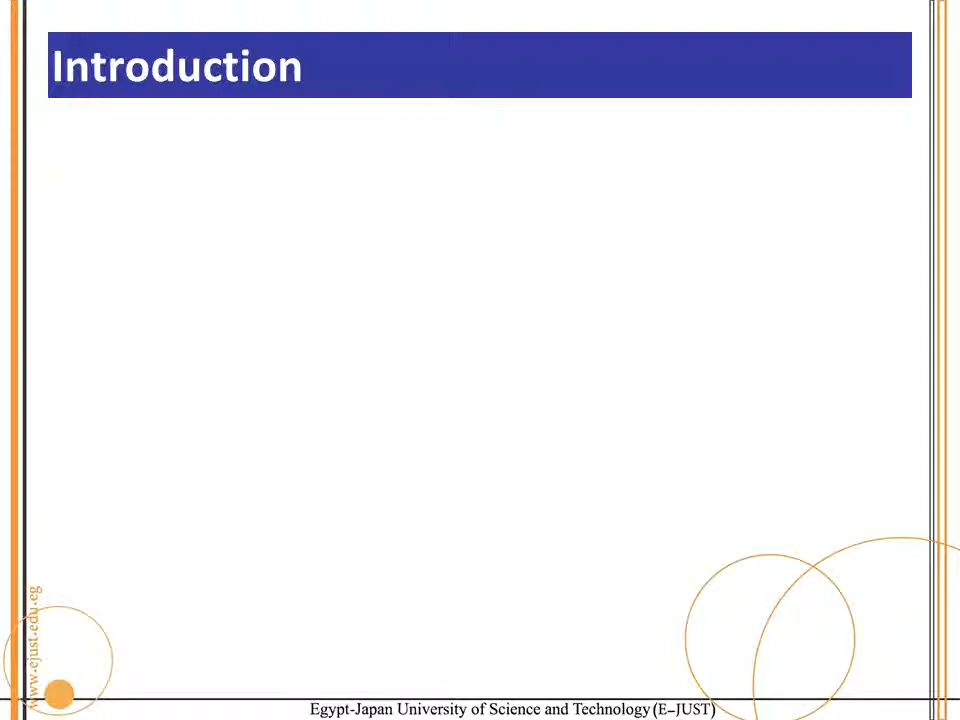 Introduction
www.ejust.edu.eg
Egypt-Japan University of Science and Technology (E-JUST)